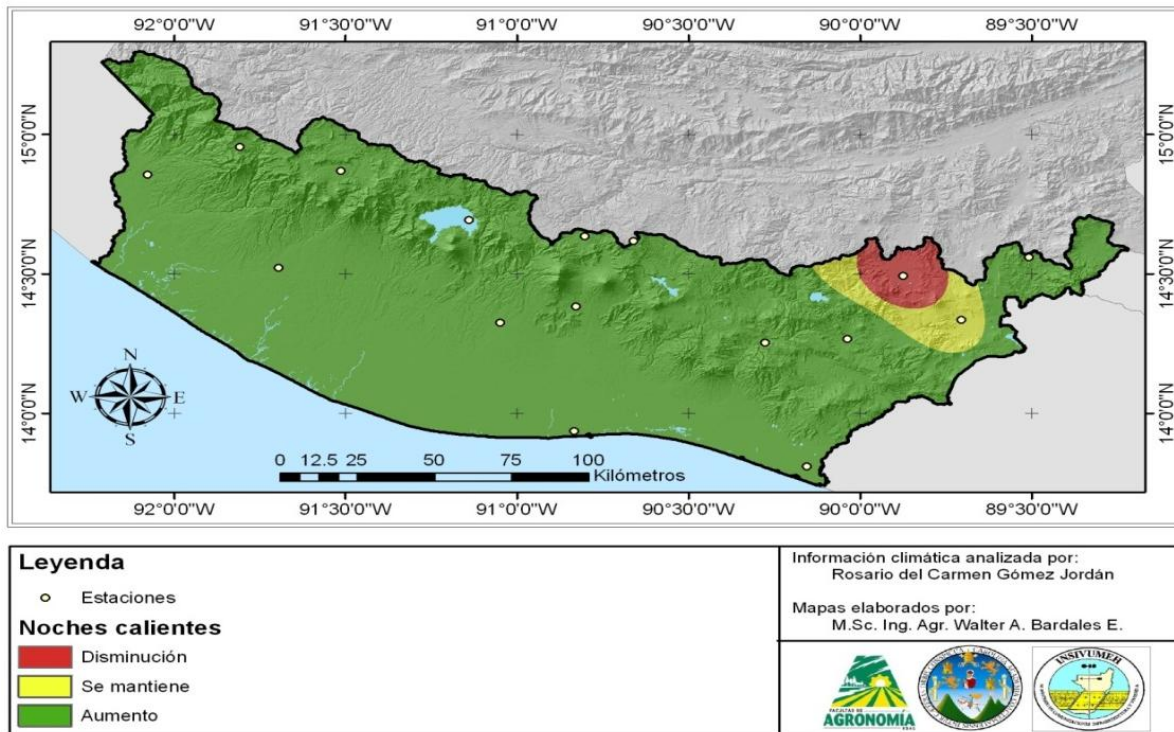 92°0'0"W
91°30'0"W
91°0'0"W
90°30'0"W
90°0'0"W
89°30'0"W
15°0'0"N
15°0'0"N
14°30'0"N
14°30'0"N
14°0'0"N
14°0'0"N
N
W
E
S
0 12.5 25 50 75 100
Kilómetros
92°0'0"W
91°30'0"W
91°0'0"W
90°30'0"W
90°0'0"W
89°30'0"W
Leyenda
Estaciones
Noches calientes
Disminución
Se mantiene
Aumento
Información climática analizada por:
Rosario del Carmen Gómez Jordán
Mapas elaborados por:
M.Sc. Ing. Agr. Walter A. Bardales E.
FACULTAD DE
AGRONOMÍA
INSIVUMEH